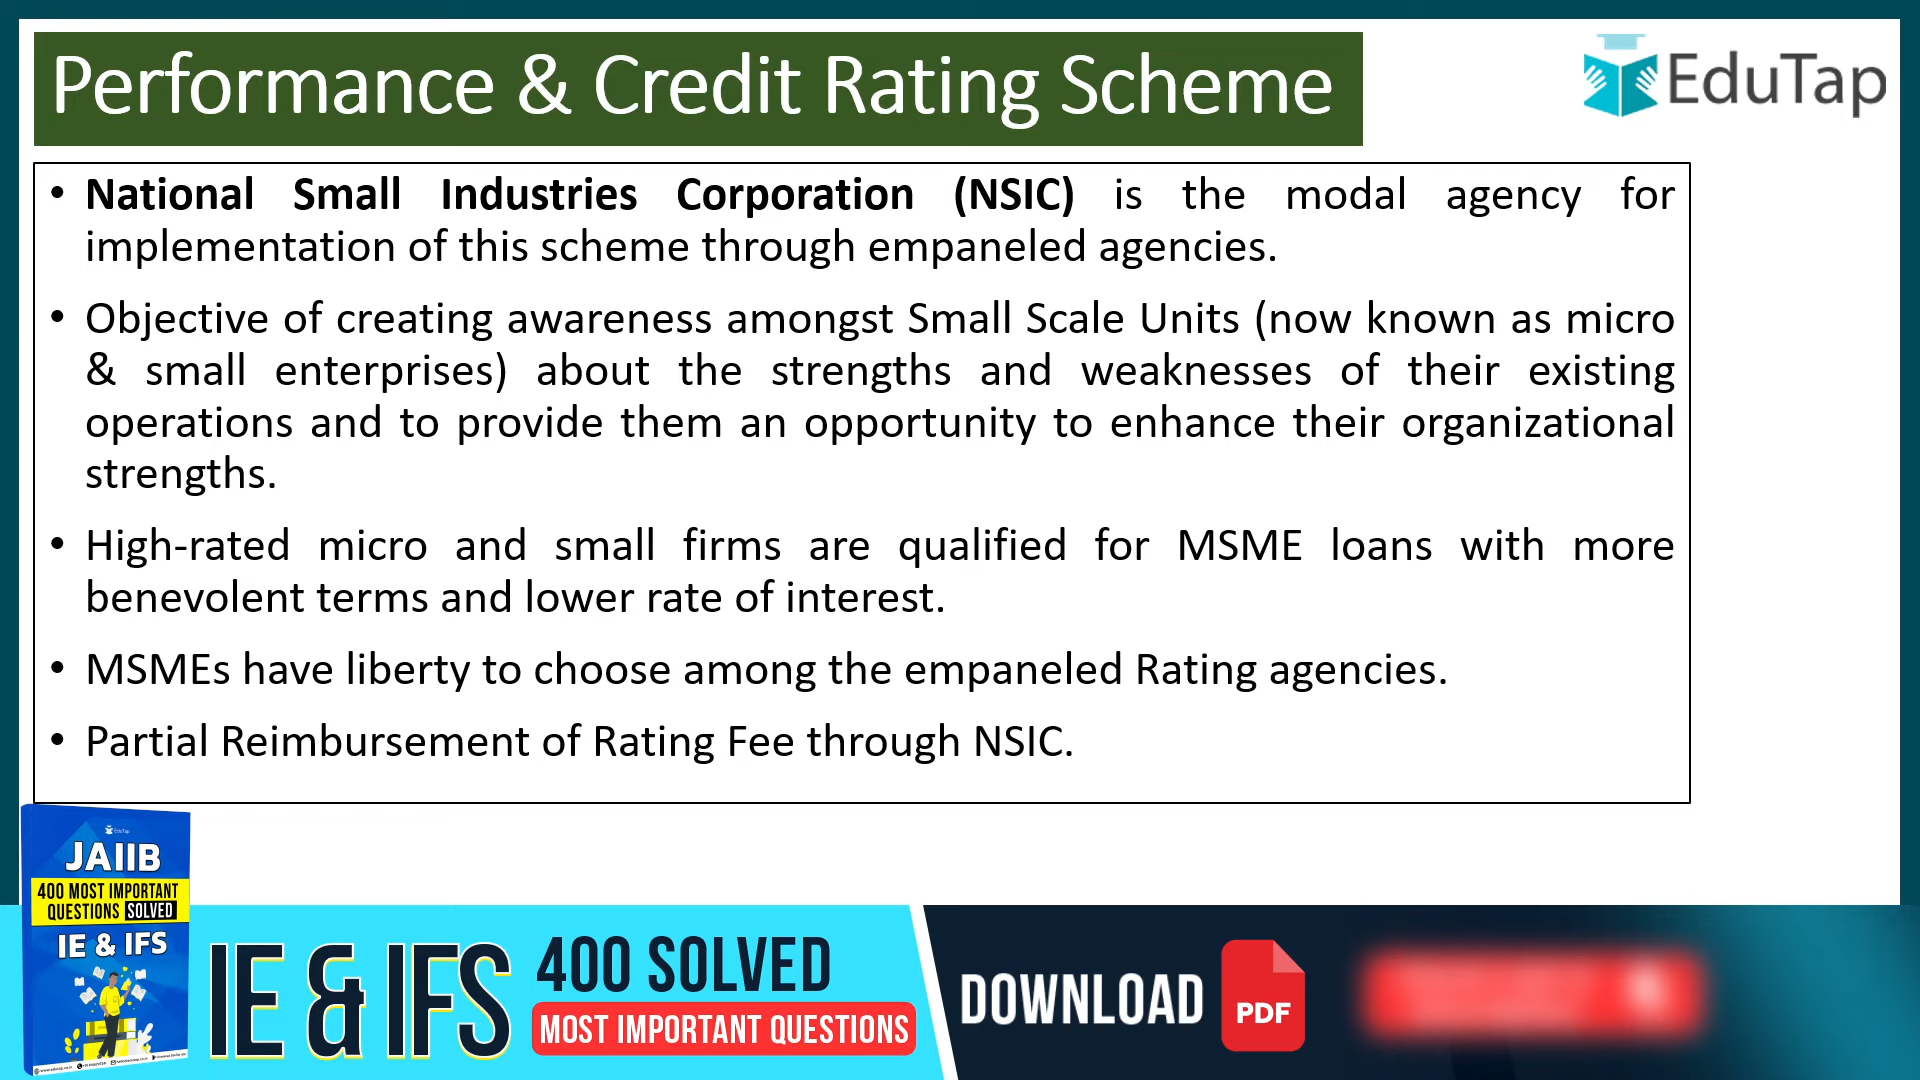 Performance & Credit Rating Scheme
EduTap
• National Small Industries Corporation (NSIC) is the modal agency for
implementation of this scheme through empaneled agencies.
• Objective of creating awareness amongst Small Scale Units (now known as micro
& small enterprises) about the strengths and weaknesses of their existing
operations and to provide them an opportunity to enhance their organizational
strengths.
• High-rated micro and small firms are qualified for MSME loans with more
benevolent terms and lower rate of interest.
• MSMEs have liberty to choose among the empaneled Rating agencies.
• Partial Reimbursement of Rating Fee through NSIC.
EduTap
JAIIB
400 MOST IMPORTANT
QUESTIONS SOLVED
IE & IFS
IE & IFS
400 SOLVED
MOST IMPORTANT QUESTIONS
DOWNLOAD
PDF